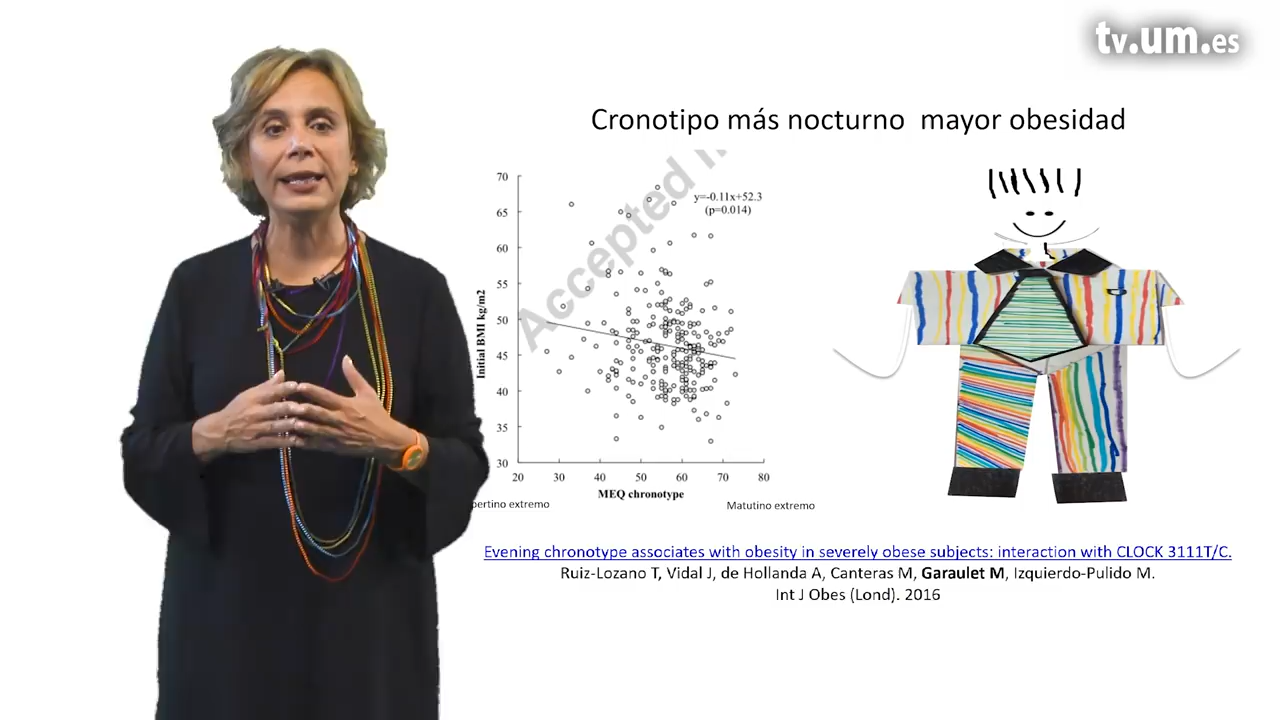 tv.um.es
Cronotipo más nocturno mayor obesidad
Accepted
70
65
60
55
50
45
40
35
30
y=-0.11x+52.3
(p=0.014)
Initial BMI kg/m2
20 30 40 50 60 70 80
MEQ chronotype
pertino extremo
Matutino extremo
Evening chronotype associates with obesity in severely obese subjects: interaction with CLOCK 3111T/C.
Ruiz-Lozano T, Vidal J, de Hollanda A, Canteras M, Garaulet M, Izquierdo-Pulido M.
Int J Obes (Lond). 2016